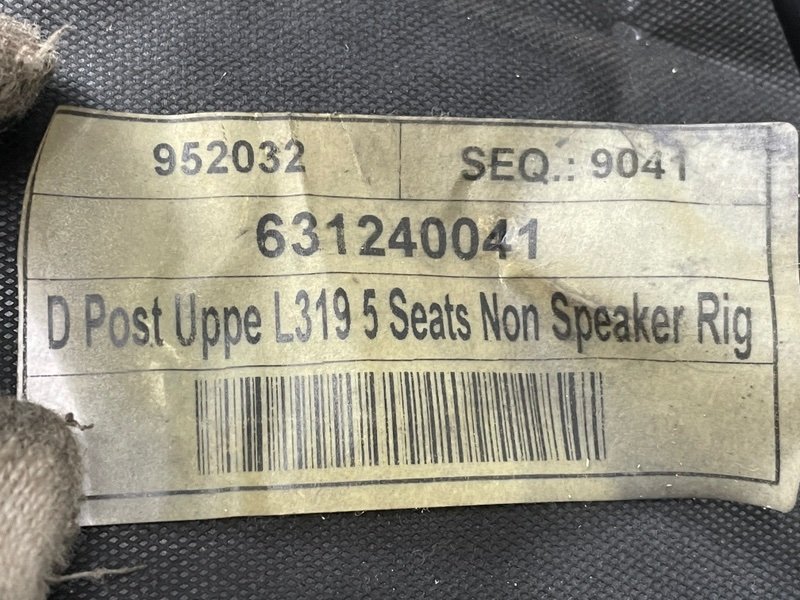 952032 SEQ.: 9041
631240041
D Post Uppe L319 5 Seats Non Speaker Rig